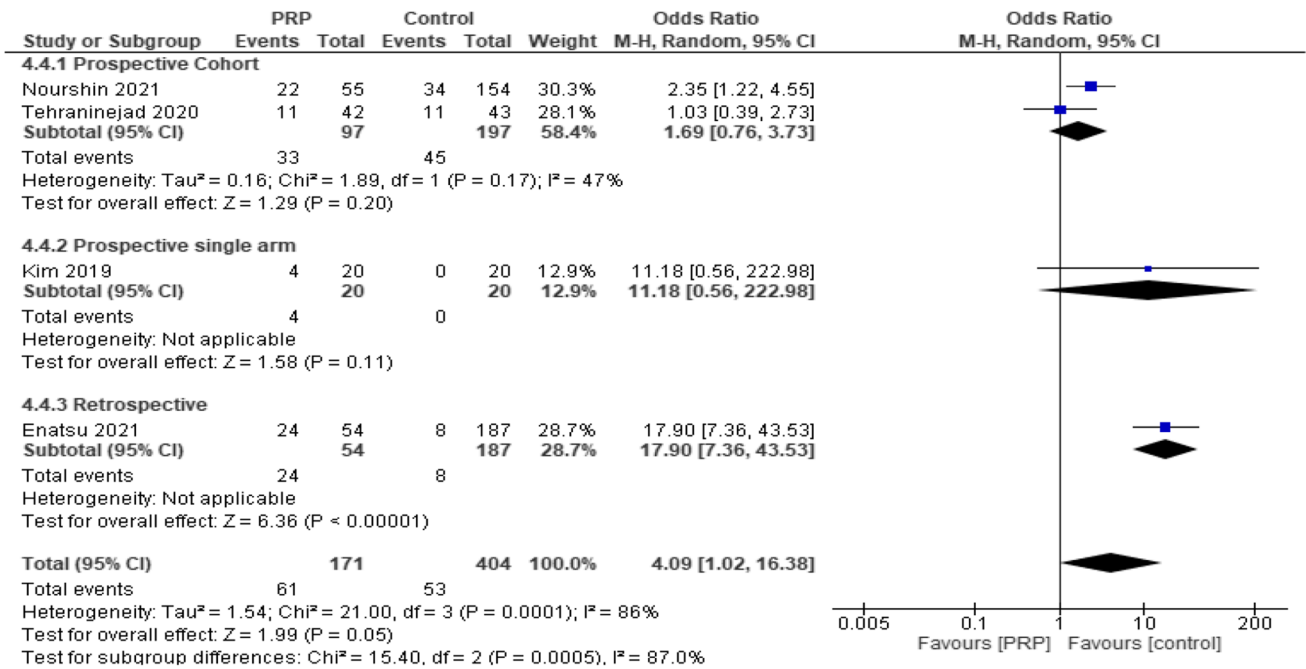 PRP Control Odds Ratio Odds Ratio
Study or Subgroup Events Total Events Total Weight M-H, Random, 95% CI M-H, Random, 95% CI
4.4.1 Prospective Cohort
Nourshin 2021 22 55 34 154 30.3% 2.35 [1.22, 4.55]
Tehraninejad 2020 11 42 11 43 28.1% 1.03 [0.39, 2.73]
Subtotal (95% CI) 97 197 58.4% 1.69 [0.76, 3.73]
Total events 33 45
Heterogeneity: Tau² = 0.16; Chi² = 1.89, df = 1 (P = 0.17); I² = 47%
Test for overall effect: Z = 1.29 (P = 0.20)
4.4.2 Prospective single arm
Kim 2019 4 20 0 20 12.9% 11.18 [0.56, 222.98]
Subtotal (95% CI) 20 20 12.9% 11.18 [0.56, 222.98]
Total events 4 0
Heterogeneity: Not applicable
Test for overall effect: Z = 1.58 (P = 0.11)
4.4.3 Retrospective
Enatsu 2021 24 54 8 187 28.7% 17.90 [7.36, 43.53]
Subtotal (95% CI) 54 187 28.7% 17.90 [7.36, 43.53]
Total events 24 8
Heterogeneity: Not applicable
Test for overall effect: Z = 6.36 (P < 0.00001)
Total (95% CI) 171 404 100.0% 4.09 [1.02, 16.38]
Total events 61 53
Heterogeneity: Tau² = 1.54; Chi² = 21.00, df = 3 (P = 0.0001); I² = 86%
Test for overall effect: Z = 1.99 (P = 0.05)
Test for subgroup differences: Chi² = 15.40, df = 2 (P = 0.0005), I² = 87.0%
0.005 0.1 1 10 200
Favours [PRP] Favours [control]